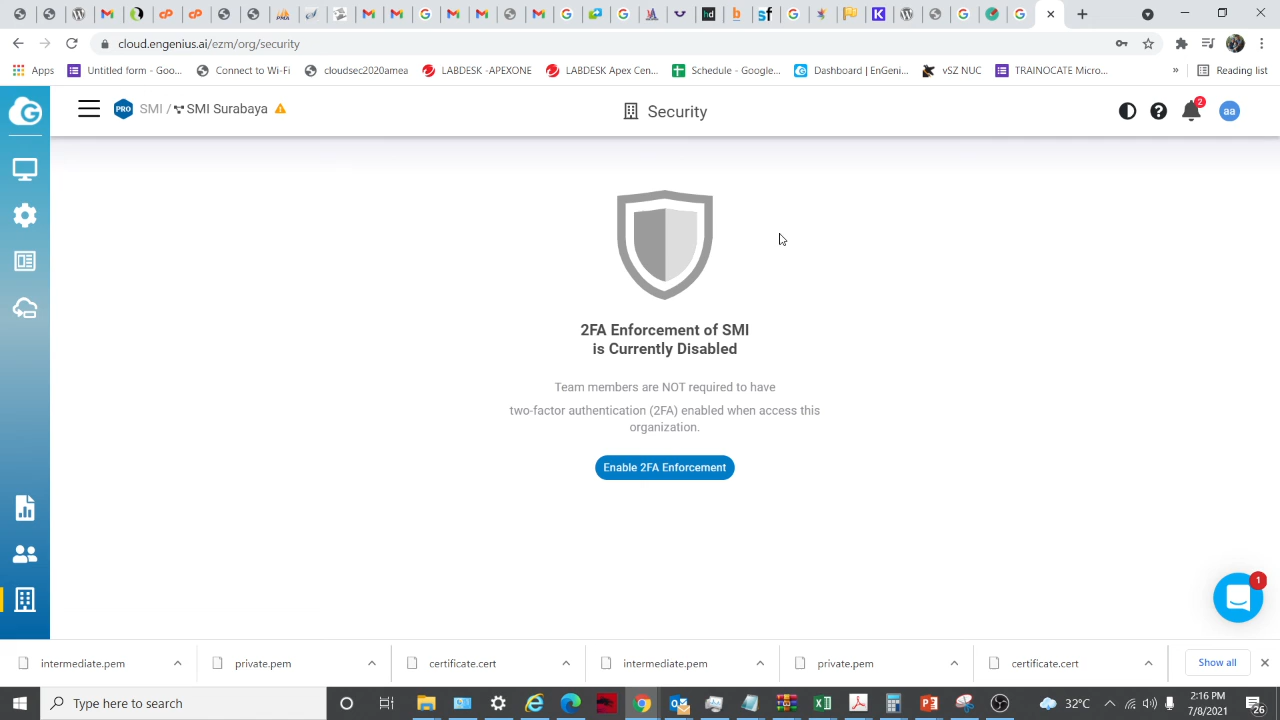 cloud.engenius.ai/ezm/org/security
Apps
Untitled form - Goo...
Connect to Wi-Fi
cloudsec2020amea
LABDESK -APEXONE
LABDESK Apex Cen...
Schedule - Google...
Dashboard | EnGeni...
vSZ NUC
TRAINOCATE Micro...
»
Reading list
PRO SMI / SMI Surabaya
Security
2
aa
2FA Enforcement of SMI
is Currently Disabled
Team members are NOT required to have
two-factor authentication (2FA) enabled when access this
organization.
Enable 2FA Enforcement
1
intermediate.pem
private.pem
certificate.cert
intermediate.pem
private.pem
certificate.cert
Show all
Type here to search
32°C
2:16 PM
7/8/2021
26